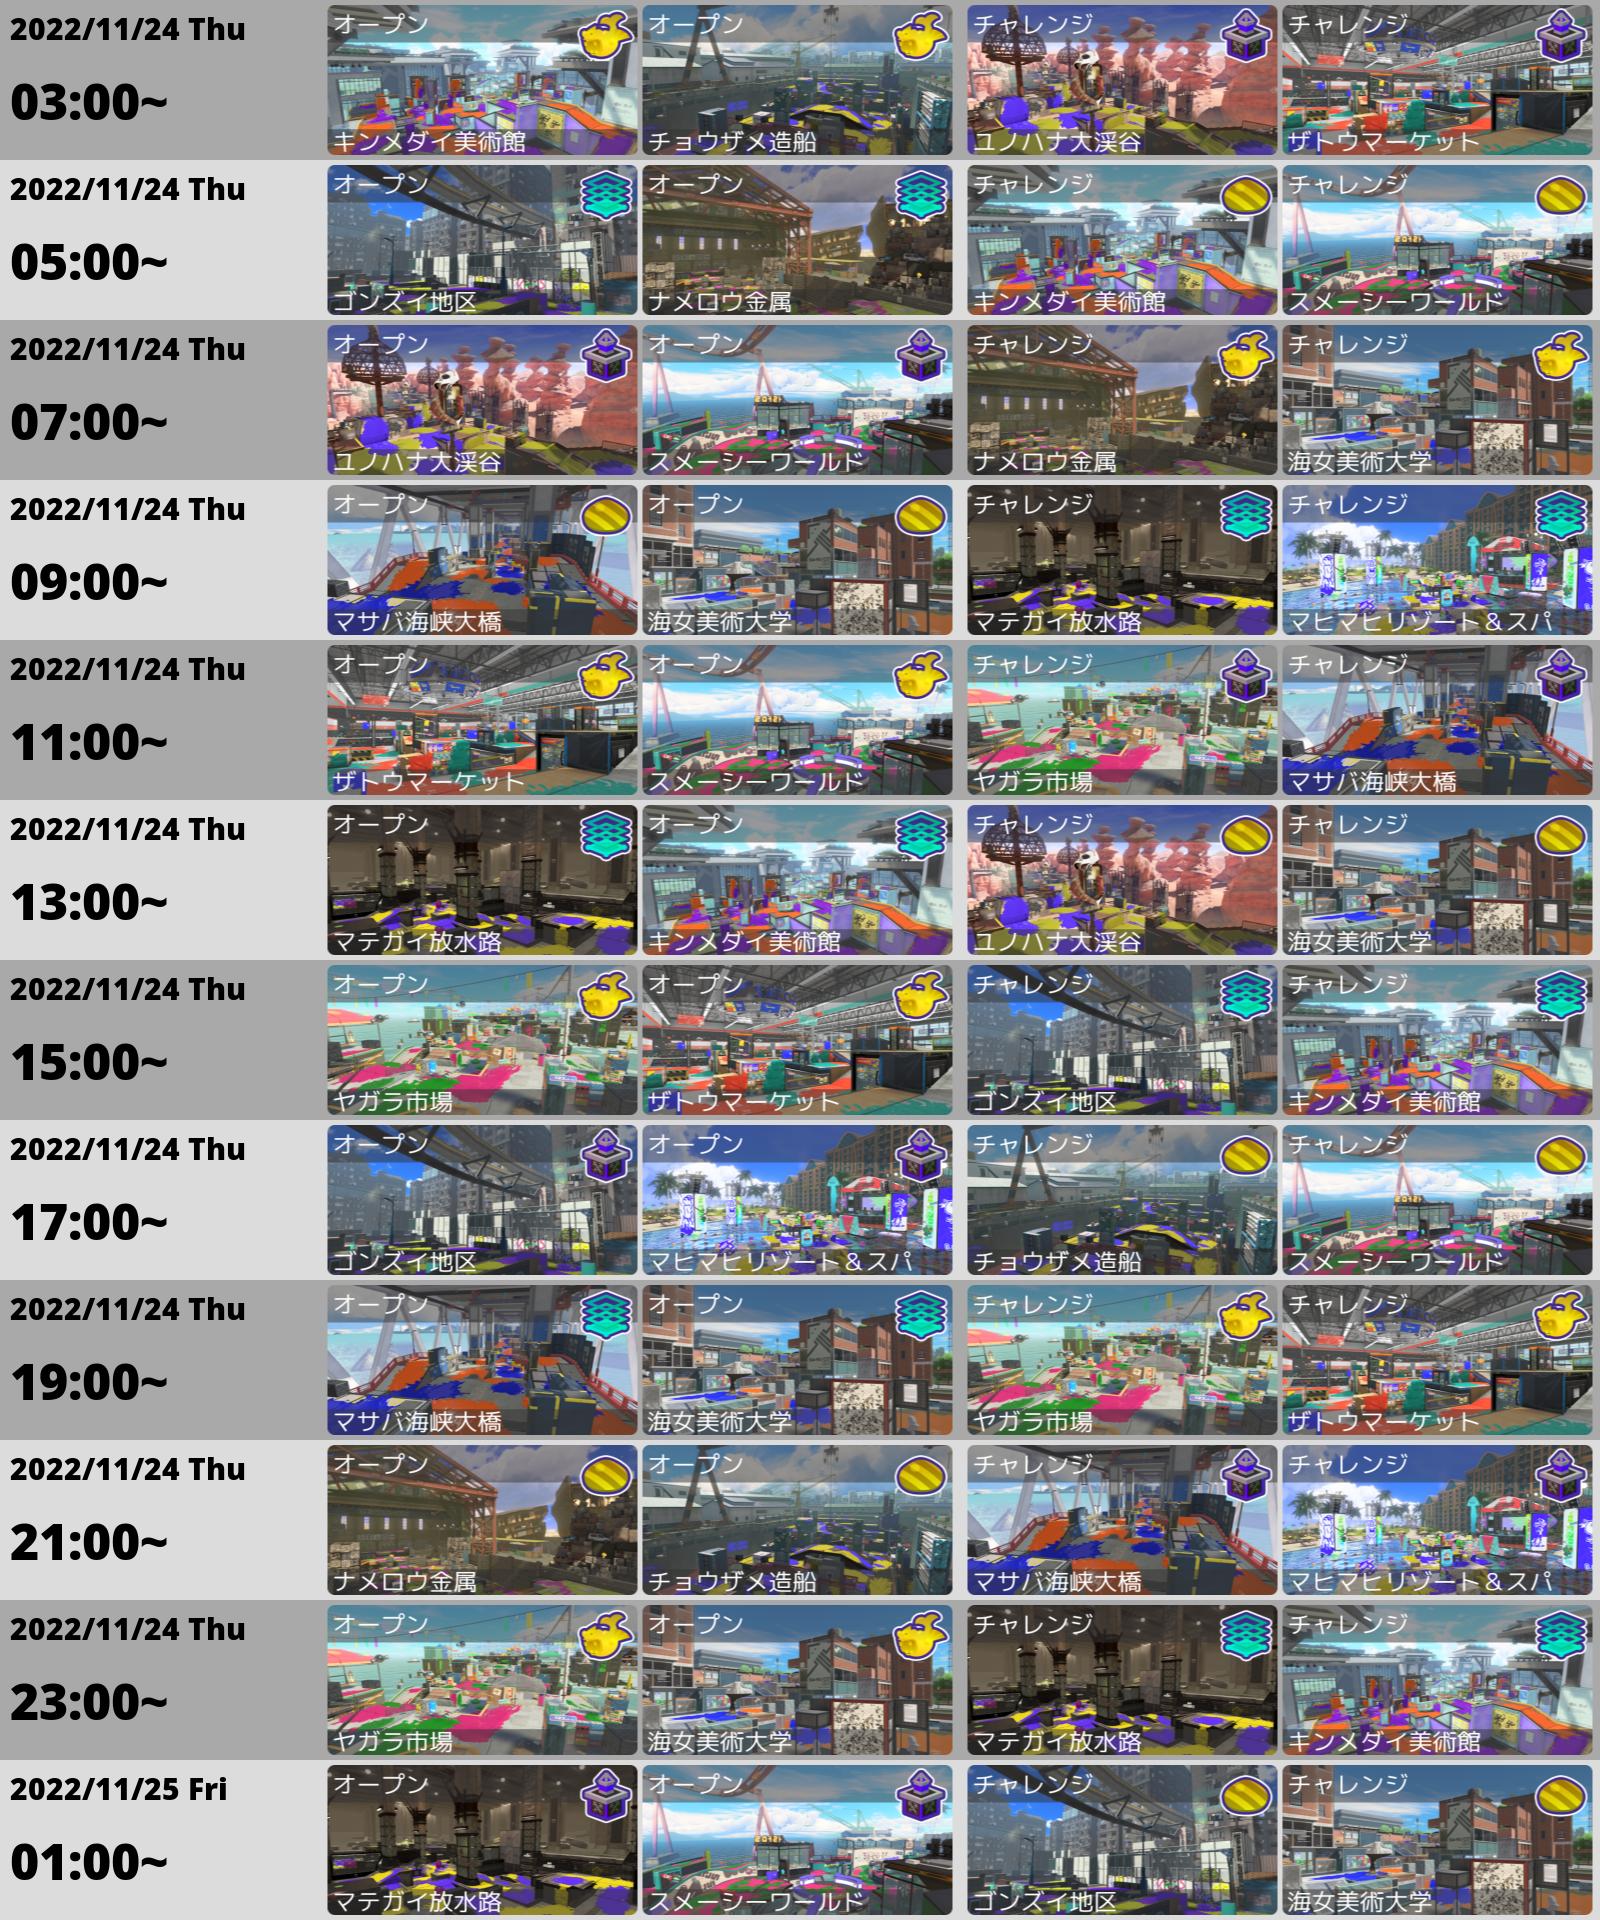 2022/11/24 Thu
03:00~
オープン
キンメダイ美術館
オープン
チョウザメ造船
チャレンジ
ユノハナ大渓谷
チャレンジ
ザトウマーケット
2022/11/24 Thu
05:00~
オープン
ゴンズイ地区
オープン
ナメロウ金属
チャレンジ
キンメダイ美術館
チャレンジ
スメーシーワールド
2022/11/24 Thu
07:00~
オープン
ユノハナ大渓谷
オープン
スメーシーワールド
チャレンジ
ナメロウ金属
チャレンジ
海女美術大学
2022/11/24 Thu
09:00~
オープン
マサバ海峡大橋
オープン
海女美術大学
チャレンジ
マテガイ放水路
チャレンジ
マヒマヒリゾート&スパ
2022/11/24 Thu
11:00~
オープン
ザトウマーケット
オープン
スメーシーワールド
チャレンジ
ヤガラ市場
チャレンジ
マサバ海峡大橋
2022/11/24 Thu
13:00~
オープン
マテガイ放水路
オープン
キンメダイ美術館
チャレンジ
ユノハナ大渓谷
チャレンジ
海女美術大学
2022/11/24 Thu
15:00~
オープン
ヤガラ市場
オープン
ザトウマーケット
チャレンジ
ゴンズイ地区
チャレンジ
キンメダイ美術館
2022/11/24 Thu
17:00~
オープン
ゴンズイ地区
オープン
マヒマヒリゾート&スパ
チャレンジ
チョウザメ造船
チャレンジ
スメーシーワールド
2022/11/24 Thu
19:00~
オープン
マサバ海峡大橋
オープン
海女美術大学
チャレンジ
ヤガラ市場
チャレンジ
ザトウマーケット
2022/11/24 Thu
21:00~
オープン
ナメロウ金属
オープン
チョウザメ造船
チャレンジ
マサバ海峡大橋
チャレンジ
マヒマヒリゾート&スパ
2022/11/24 Thu
23:00~
オープン
ヤガラ市場
オープン
海女美術大学
チャレンジ
マテガイ放水路
チャレンジ
キンメダイ美術館
2022/11/25 Fri
01:00~
オープン
マテガイ放水路
オープン
スメーシーワールド
チャレンジ
ゴンズイ地区
チャレンジ
海女美術大学